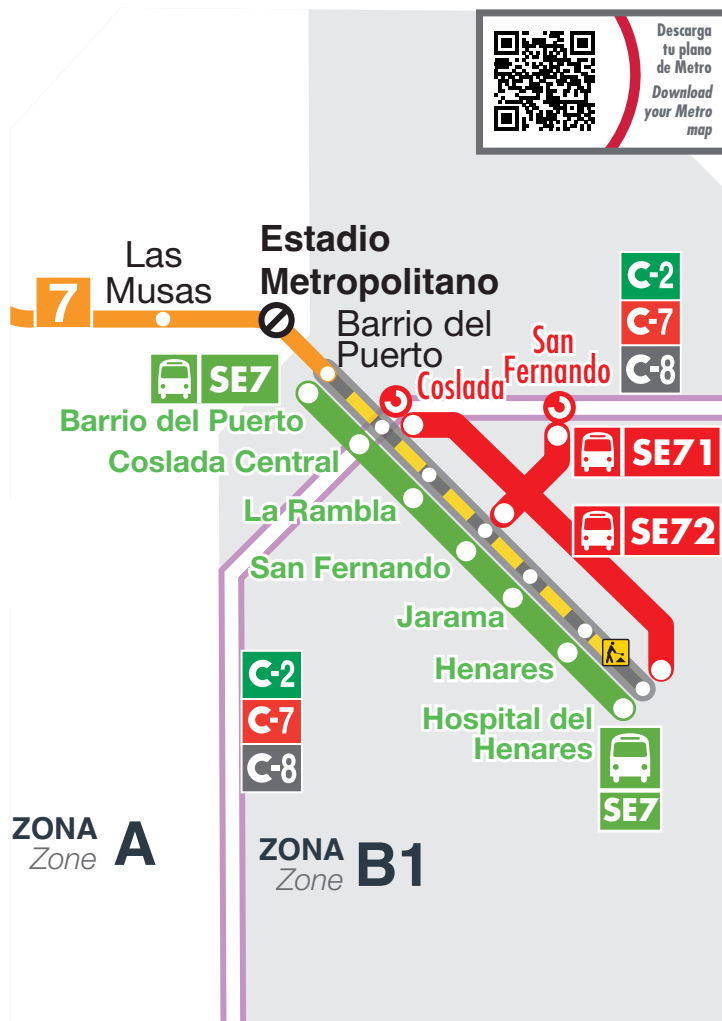 Descarga
tu plano
de Metro
Download
your Metro
map
Estadio
Metropolitano
Las
Musas
7
Barrio del
Puerto
C-2
C-7
C-8
San
Fernando
Coslada
SE7
Barrio del Puerto
Coslada Central
SE71
La Rambla
SE72
San Fernando
Jarama
Henares
C-2
C-7
C-8
Hospital del
Henares
SE7
ZONA
Zone
A
ZONA
Zone
B1